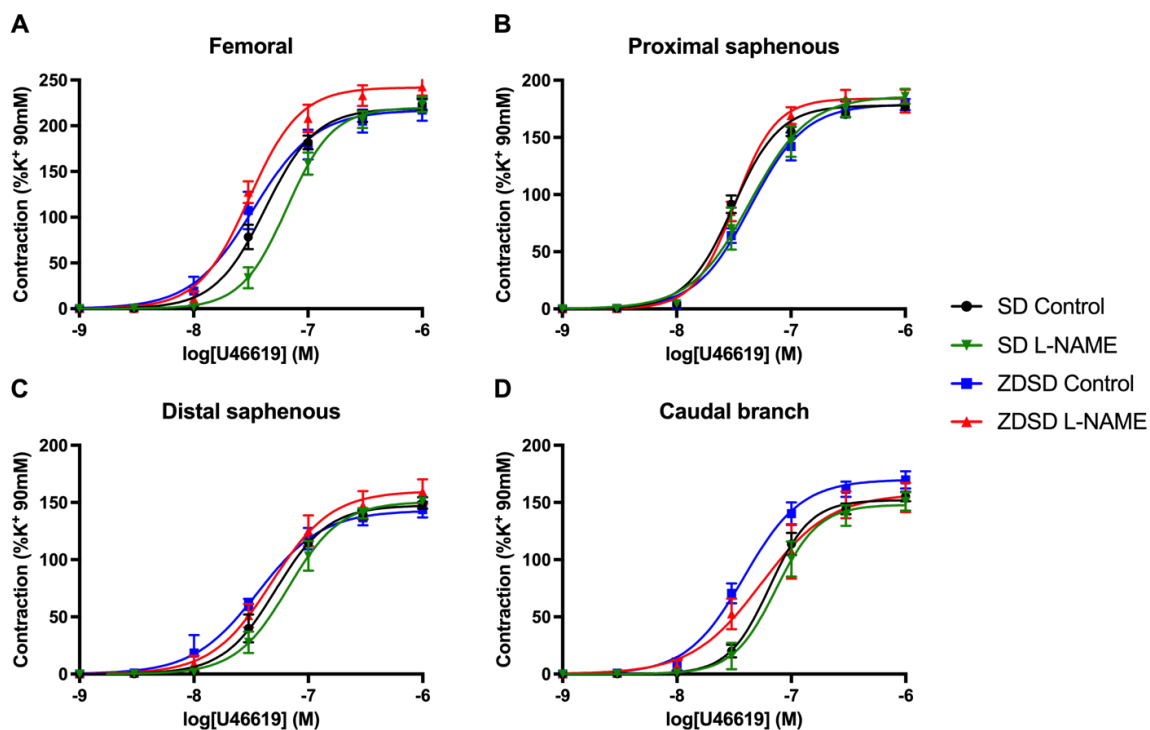 A
Femoral
Contraction (%K⁺ 90mM)
250
200
150
100
50
0
-9
-8
-7
-6
log[U46619] (M)
B
Proximal saphenous
Contraction (%K⁺ 90mM)
200
150
100
50
0
-9
-8
-7
-6
log[U46619] (M)
SD Control
SD L-NAME
ZDSD Control
ZDSD L-NAME
C
Distal saphenous
Contraction (%K⁺ 90mM)
200
150
100
50
0
-9
-8
-7
-6
log[U46619] (M)
D
Caudal branch
Contraction (%K⁺ 90mM)
200
150
100
50
0
-9
-8
-7
-6
log[U46619] (M)